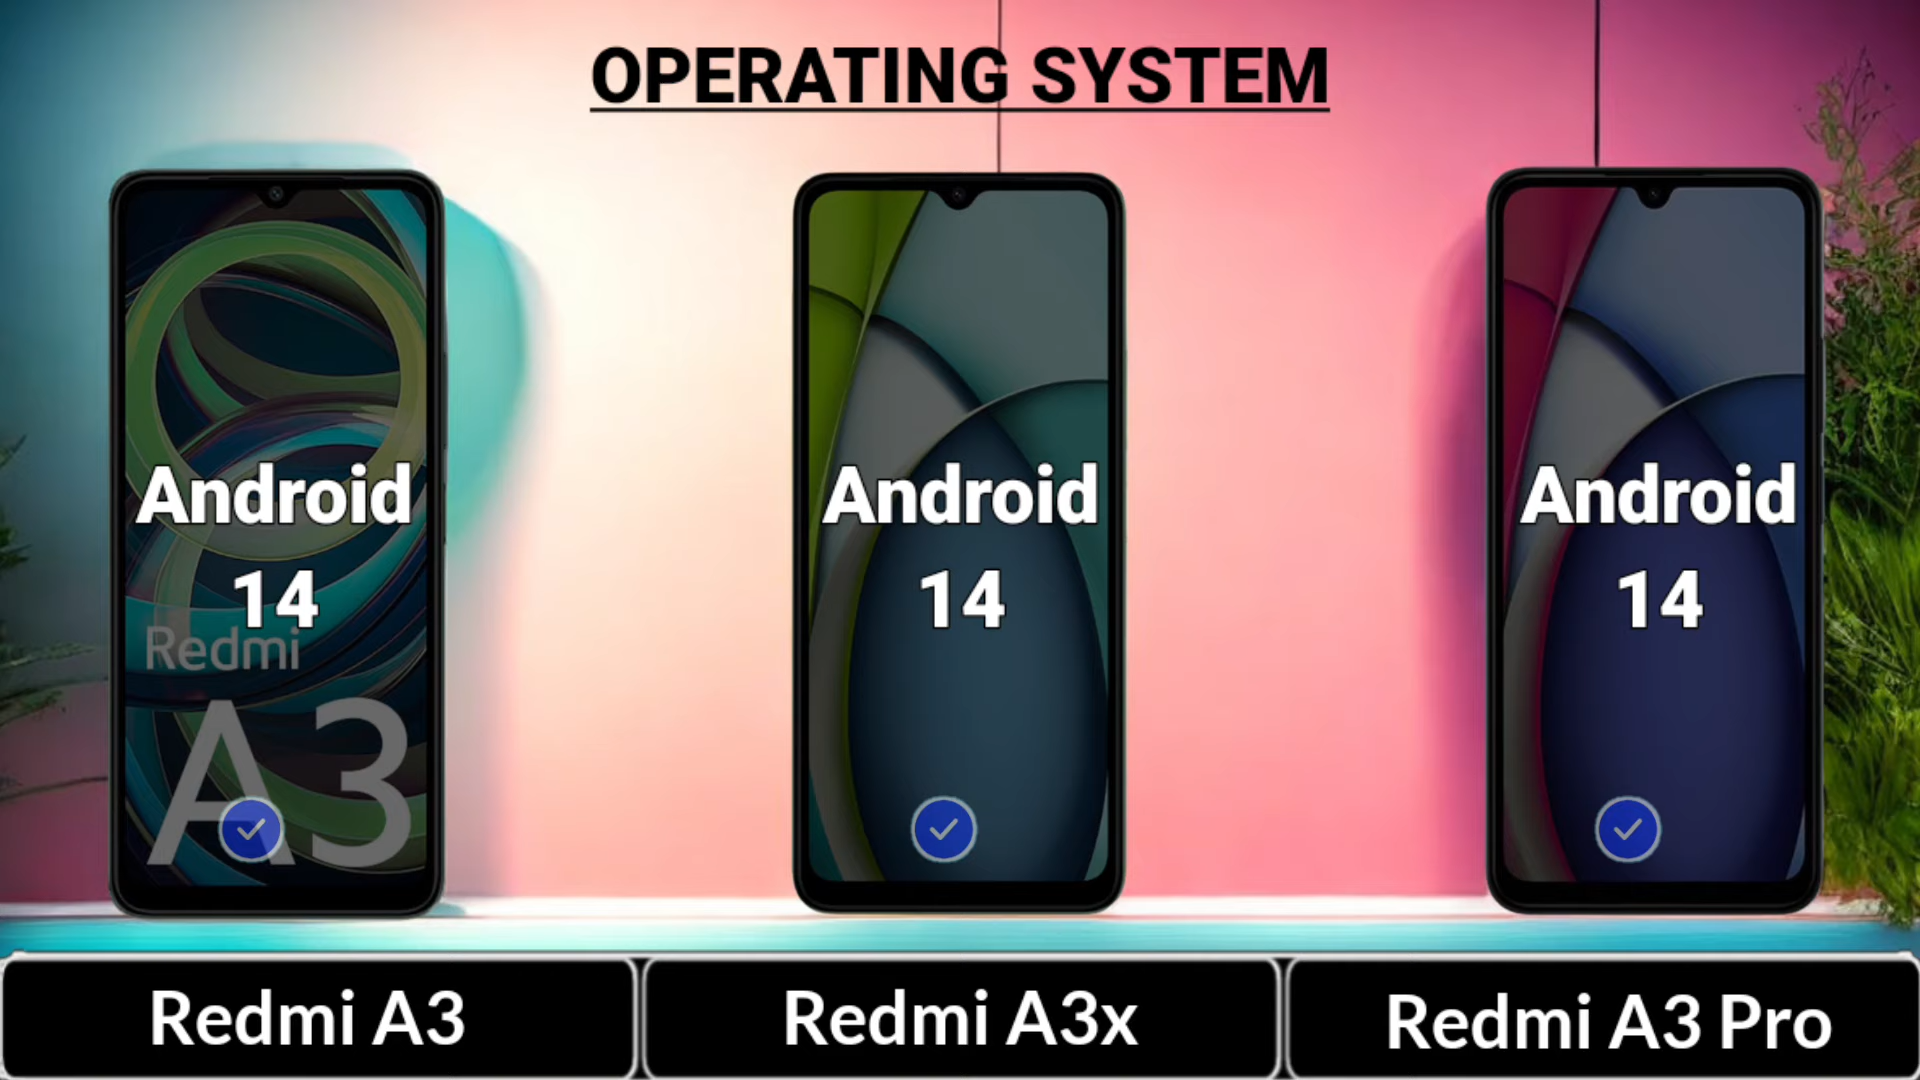 OPERATING SYSTEM
Android
14
Redmi
A3
Android
14
Android
14
Redmi A3
Redmi A3x
Redmi A3 Pro